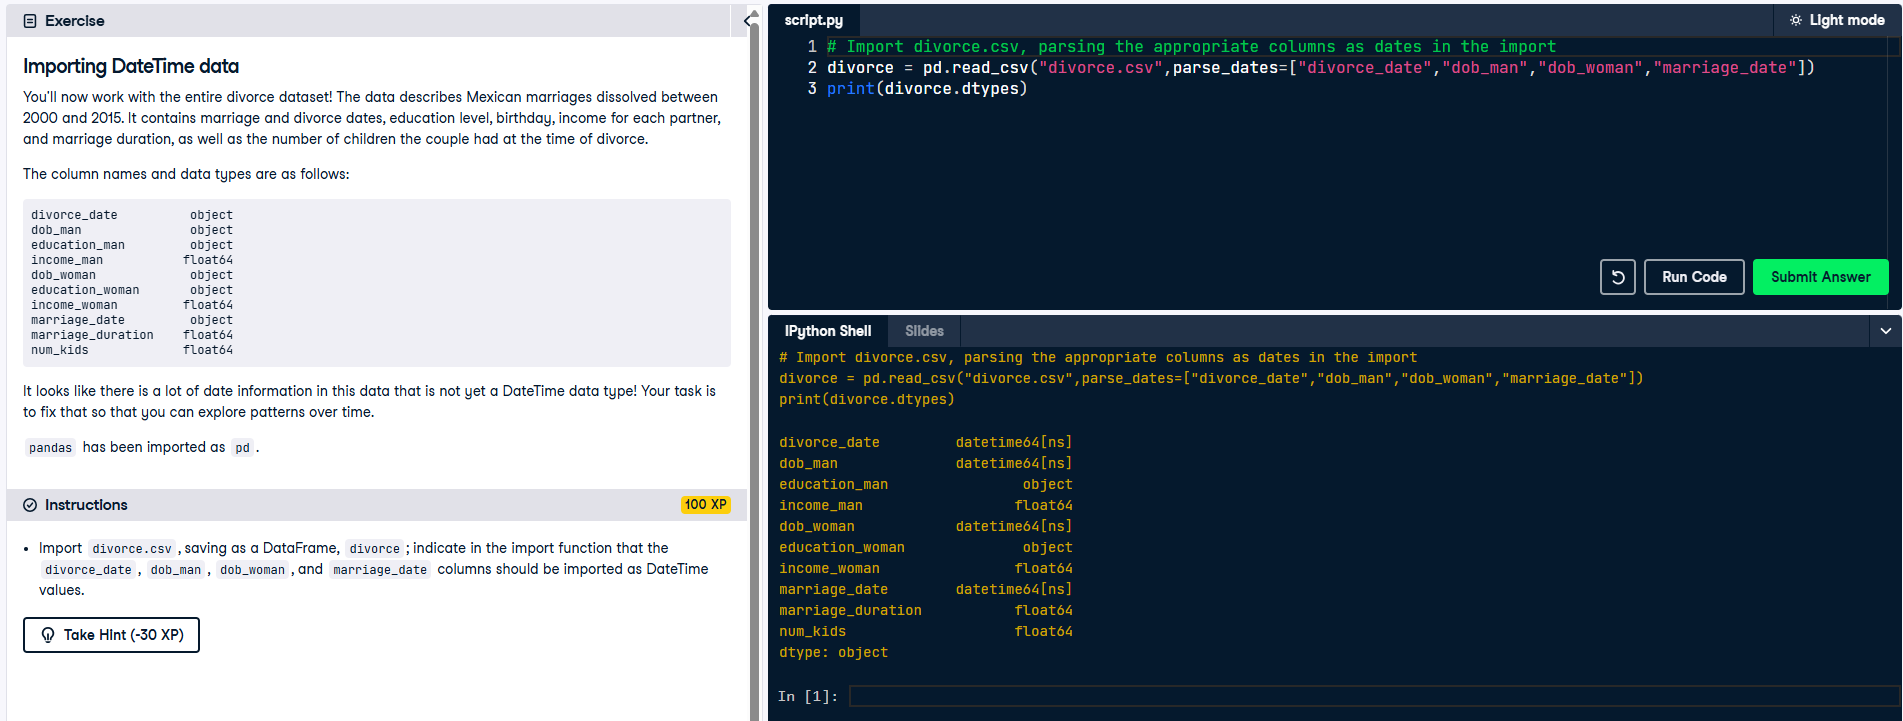 Exercise
Importing DateTime data
You'll now work with the entire divorce dataset! The data describes Mexican marriages dissolved between
2000 and 2015. It contains marriage and divorce dates, education level, birthday, income for each partner,
and marriage duration, as well as the number of children the couple had at the time of divorce.
The column names and data types are as follows:
divorce_date          object
dob_man               object
education_man         object
income_man           float64
dob_woman             object
education_woman       object
income_woman         float64
marriage_date         object
marriage_duration    float64
num_kids             float64
It looks like there is a lot of date information in this data that is not yet a DateTime data type! Your task is
to fix that so that you can explore patterns over time.
pandas has been imported as pd .
Instructions
100 XP
• Import divorce.csv , saving as a DataFrame, divorce ; indicate in the import function that the
divorce_date , dob_man , dob_woman , and marriage_date columns should be imported as DateTime
values.
Take Hint (-30 XP)
script.py
Light mode
1 # Import divorce.csv, parsing the appropriate columns as dates in the import
2 divorce = pd.read_csv("divorce.csv",parse_dates=["divorce_date","dob_man","dob_woman","marriage_date"])
3 print(divorce.dtypes)
Run Code
Submit Answer
IPython Shell
Slides
# Import divorce.csv, parsing the appropriate columns as dates in the import
divorce = pd.read_csv("divorce.csv",parse_dates=["divorce_date","dob_man","dob_woman","marriage_date"])
print(divorce.dtypes)
divorce_date         datetime64[ns]
dob_man              datetime64[ns]
education_man                object
income_man                  float64
dob_woman            datetime64[ns]
education_woman              object
income_woman                float64
marriage_date        datetime64[ns]
marriage_duration           float64
num_kids                    float64
dtype: object
In [1]: